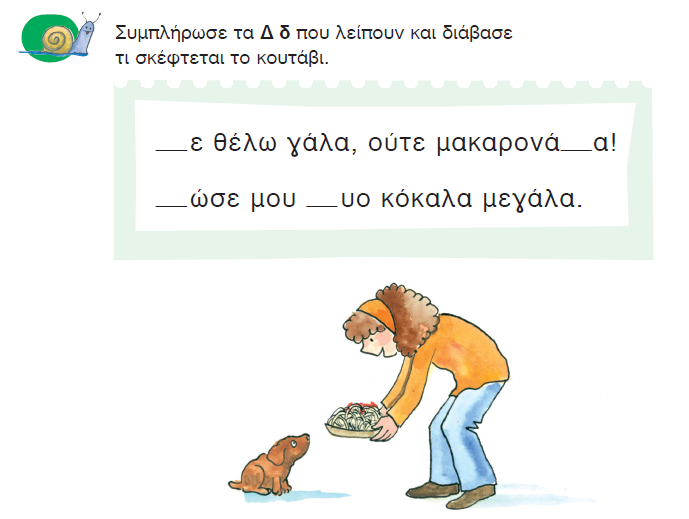 Συμπλήρωσε τα Δ δ που λείπουν και διάβασε
τι σκέφτεται το κουτάβι.
__ε θέλω γάλα, ούτε μακαρονά__α!
__ώσε μου __υο κόκαλα μεγάλα.